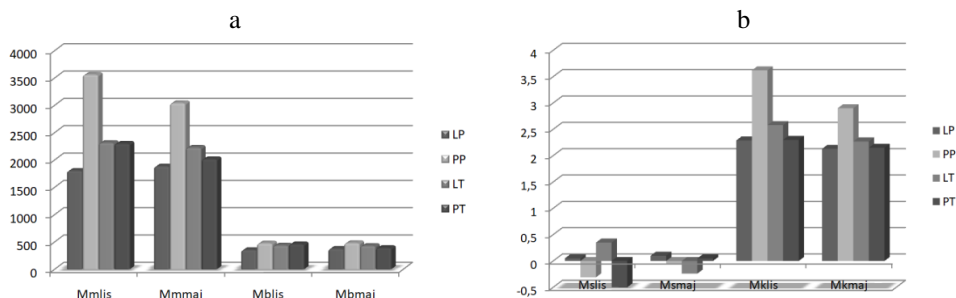 a
4000
3500
3000
2500
2000
1500
1000
500
0
Mmlis Mmmaj Mblis Mbmaj
LP
PP
LT
PT
b
4
3,5
3
2,5
2
1,5
1
0,5
0
-0,5
Mslis Msmaj Mklis Mkmaj
LP
PP
LT
PT